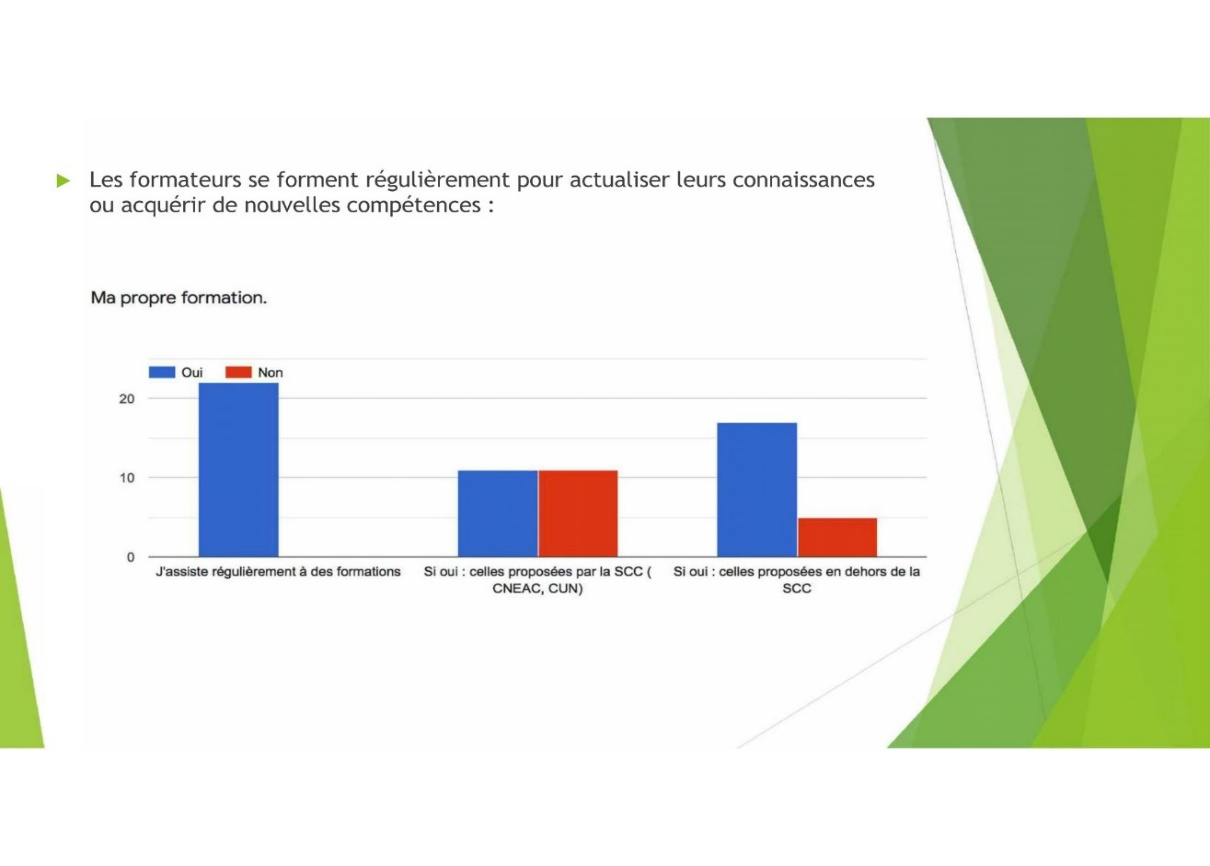 Les formateurs se forment régulièrement pour actualiser leurs connaissances
ou acquérir de nouvelles compétences :
Ma propre formation.
Oui
Non
20
10
0
J'assiste régulièrement à des formations
Si oui : celles proposées par la SCC (
CNEAC, CUN)
Si oui : celles proposées en dehors de la
SCC